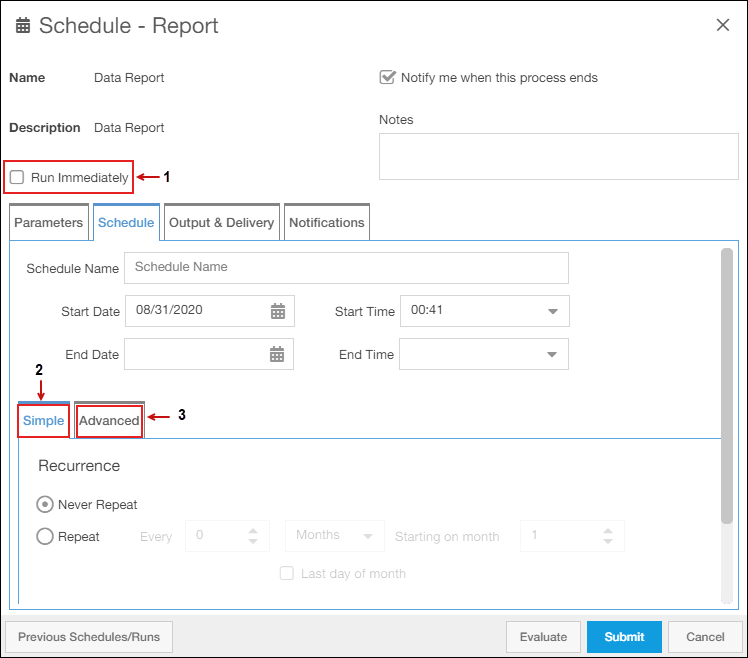 Schedule - Report
Name Data Report
Notify me when this process ends
Description Data Report
Notes
Run Immediately
1
Parameters Schedule Output & Delivery Notifications
Schedule Name Schedule Name
Start Date 08/31/2020 Start Time 00:41
End Date End Time
2
Simple Advanced 3
Recurrence
Never Repeat
Repeat Every 0 Months Starting on month 1
Last day of month
Previous Schedules/Runs Evaluate Submit Cancel